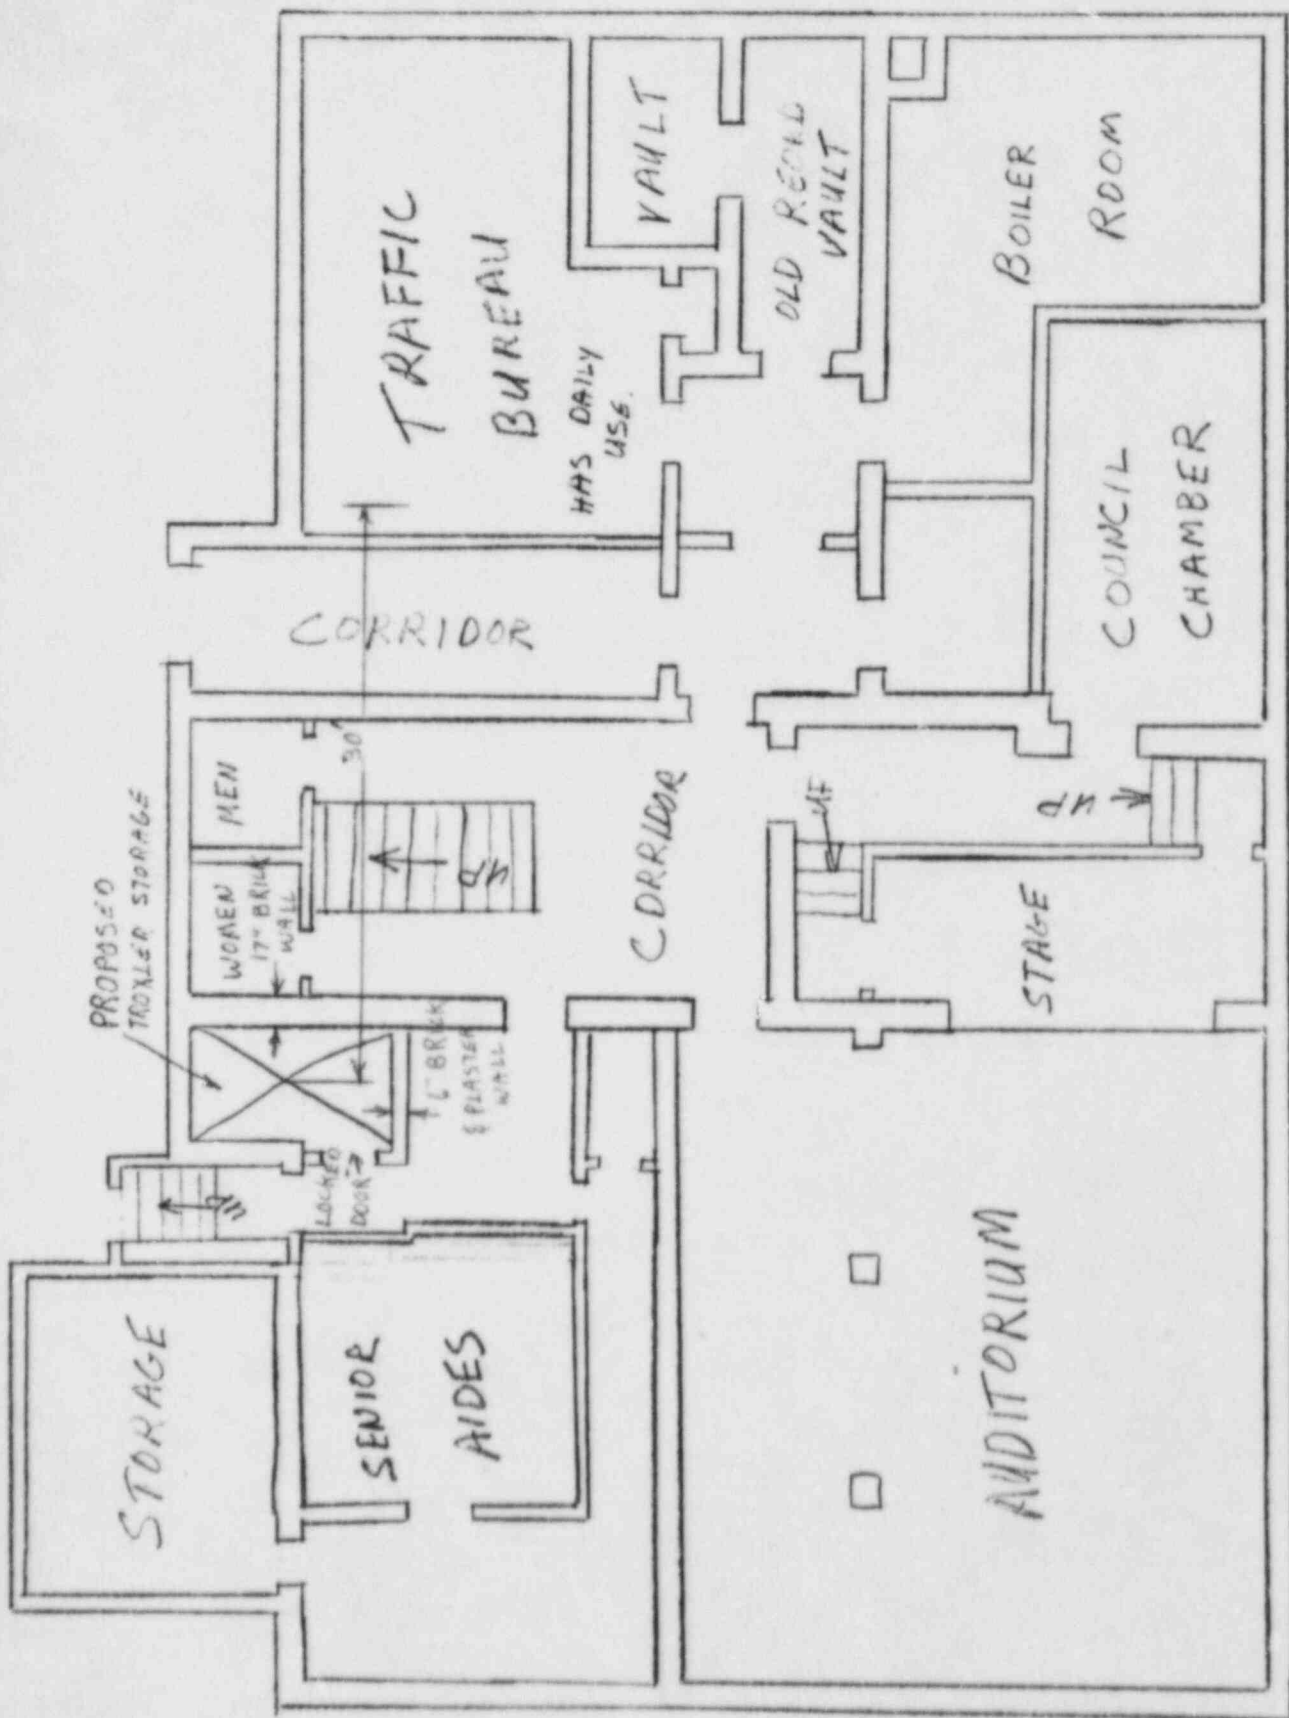 STORAGE
SENIOR
AIDES
UP
LOCKED
DOOR
PROPOSED
TROXLER STORAGE
6" BRICK
& PLASTER
WALL
WOMEN
17" BRICK
WALL
MEN
UP
30'
CORRIDOR
CORRIDOR
TRAFFIC
BUREAU
HAS DAILY
USE.
VAULT
OLD
VAULT
BOILER
ROOM
COUNCIL
CHAMBER
UP
UP
STAGE
AUDITORIUM